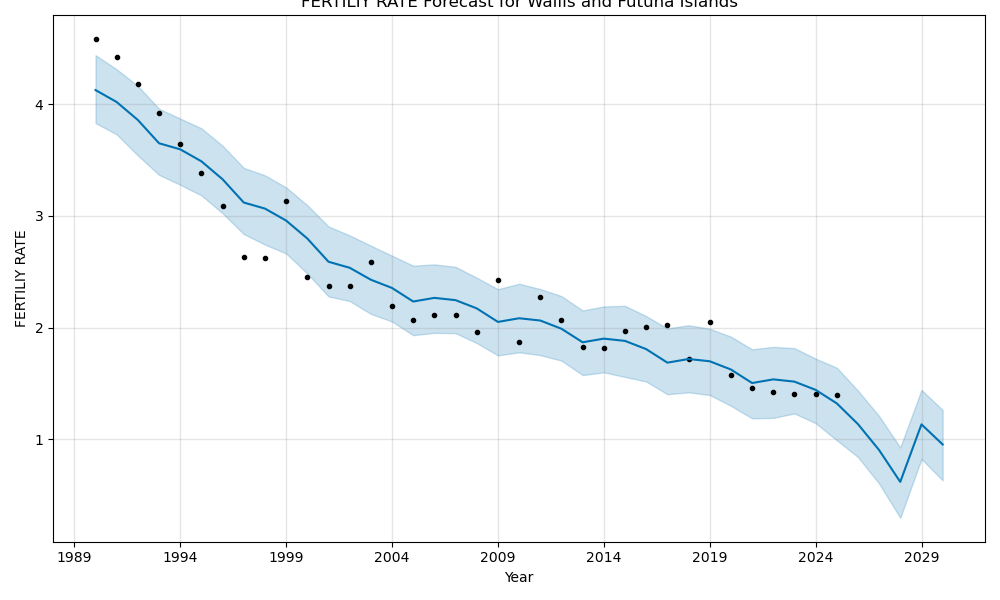 FERTILIY RATE Forecast for Wallis and Futuna Islands
4
3
2
1
FERTILIY RATE
1989 1994 1999 2004 2009 2014 2019 2024 2029
Year